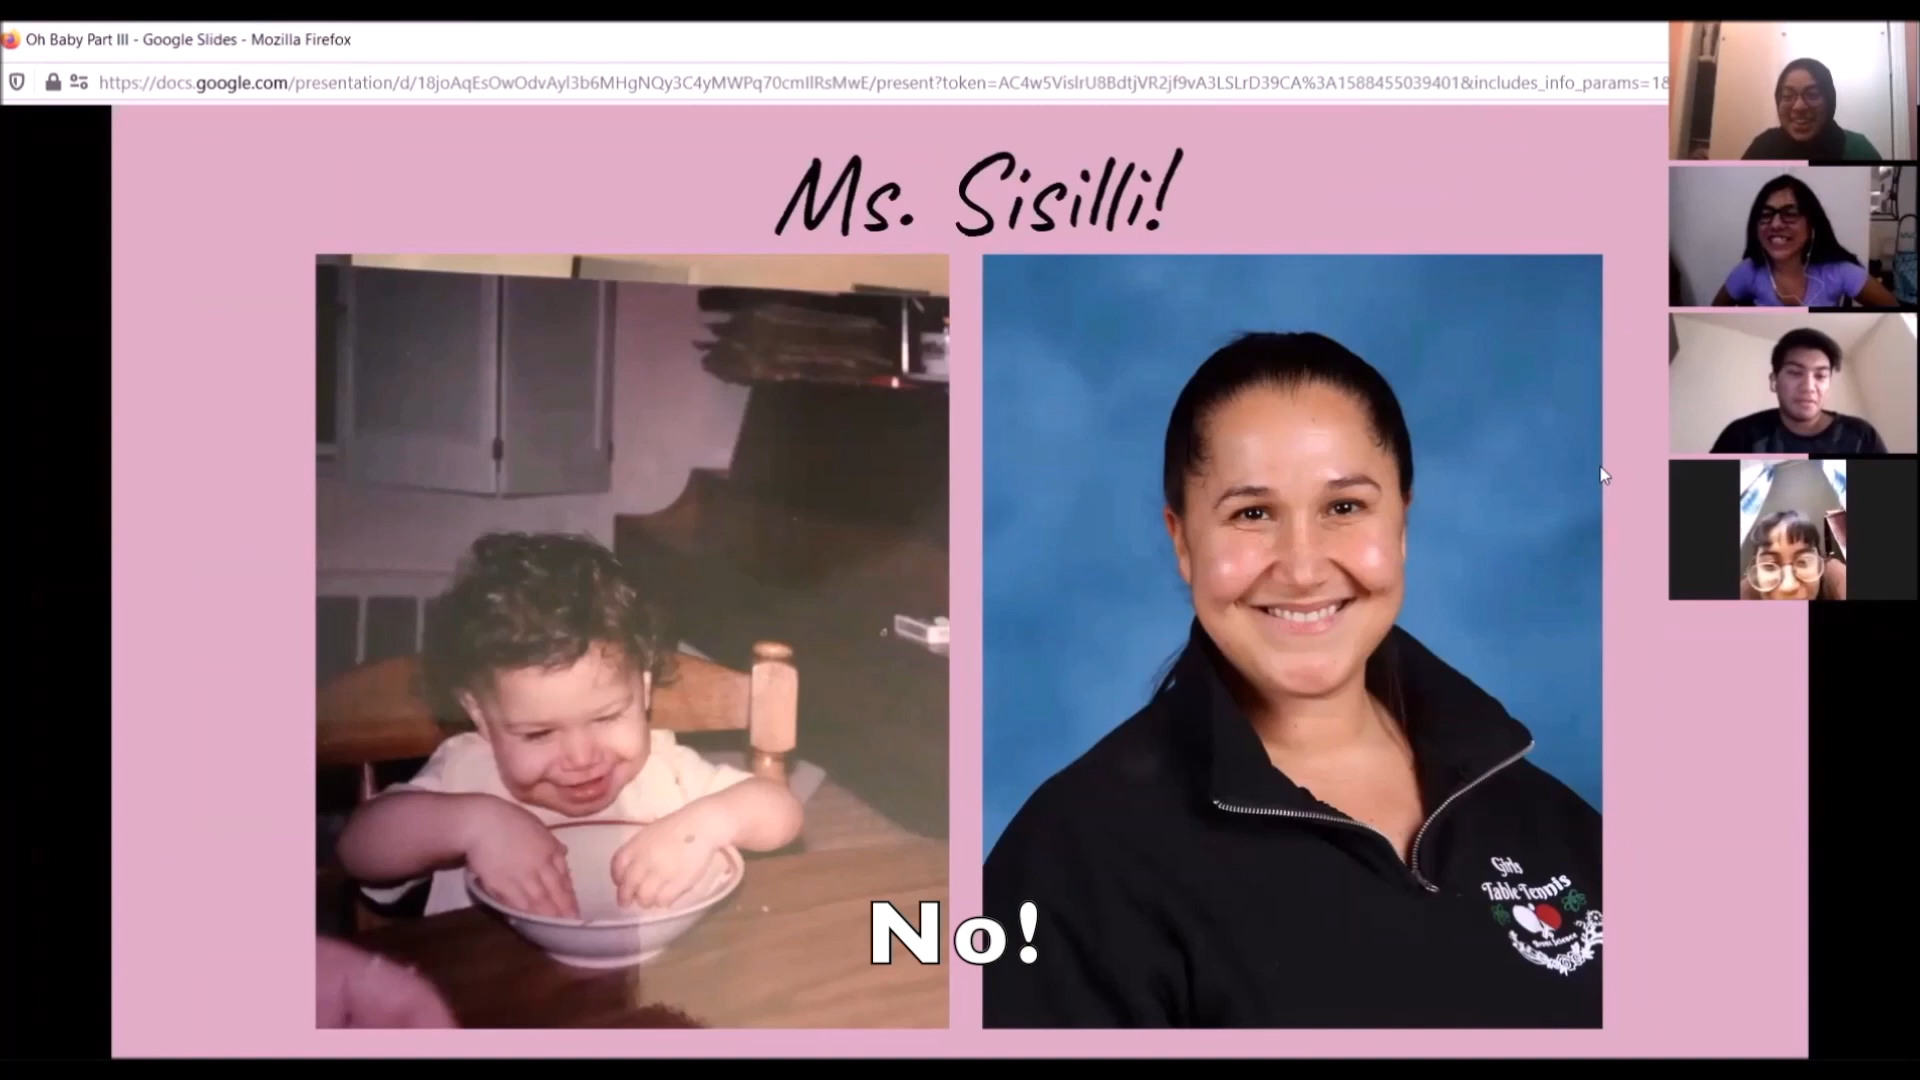 Oh Baby Part III - Google Slides - Mozilla Firefox
https://docs.google.com/presentation/d/18joAqEsOwOdvAyl3b6MHgNQy3C4yMWPq70cmIlRsMwE/present?token=AC4w5VislrU8BdtjVR2jf9vA3LSLrD39CA%3A1588455039401&includes_info_params=18
Ms. Sisilli!
Girls
Table Tennis
No!